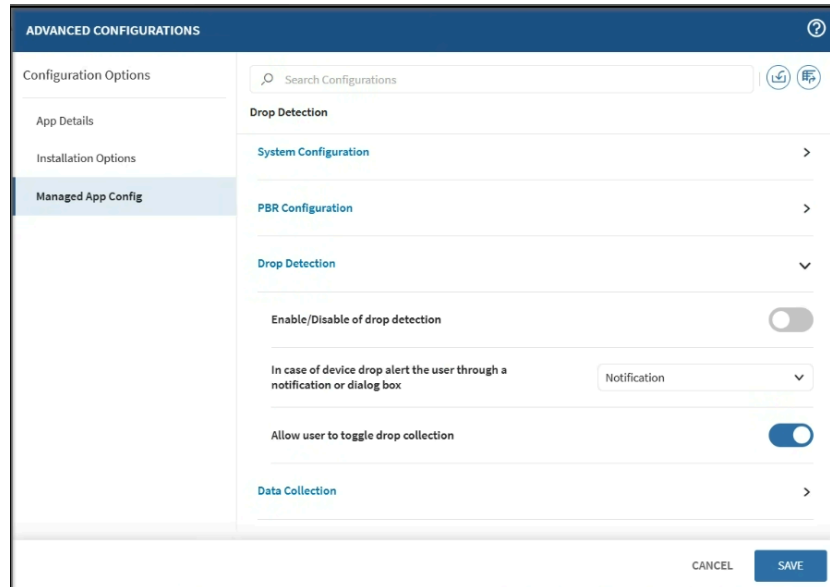 ADVANCED CONFIGURATIONS
Configuration Options
Search Configurations
App Details
Installation Options
Managed App Config
Drop Detection
System Configuration
PBR Configuration
Drop Detection
Enable/Disable of drop detection
In case of device drop alert the user through a
notification or dialog box
Notification
Allow user to toggle drop collection
Data Collection
CANCEL
SAVE